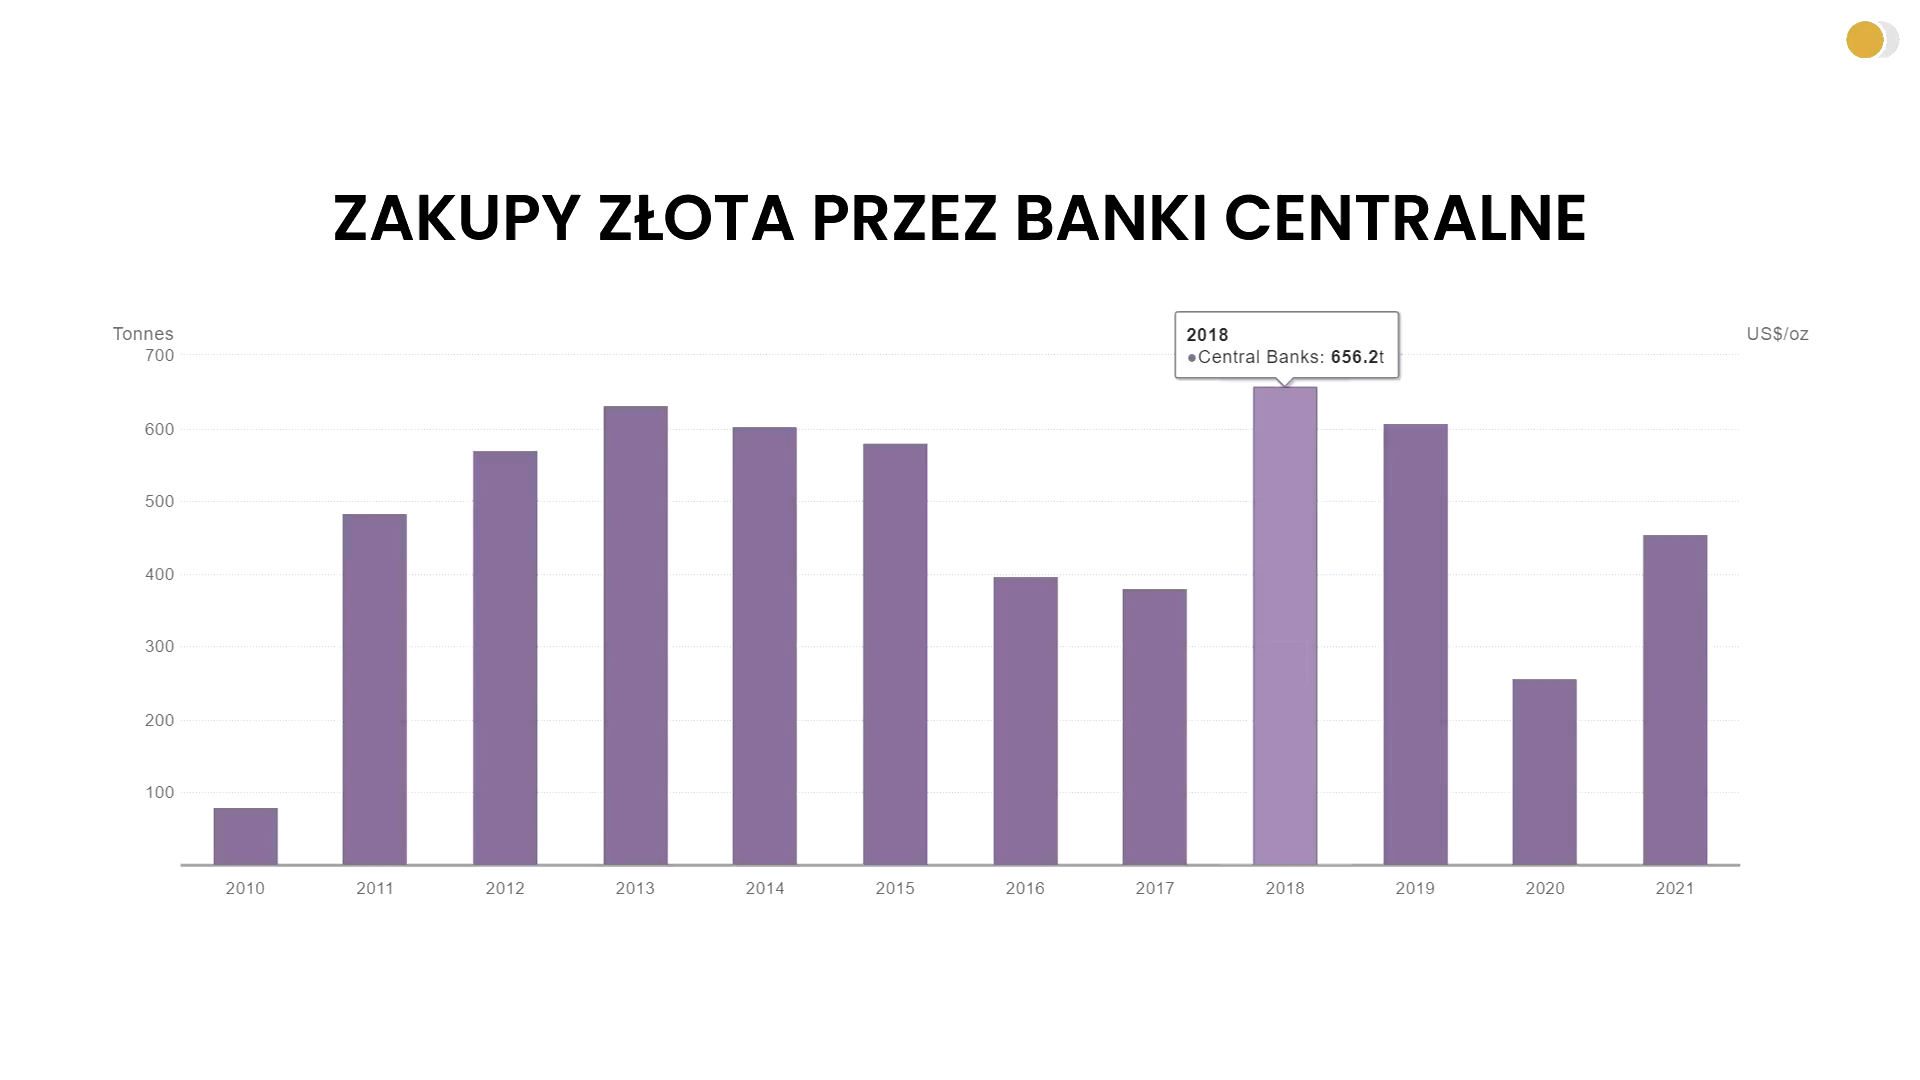 ZAKUPY ZŁOTA PRZEZ BANKI CENTRALNE
Tonnes
US$/oz
2018
Central Banks: 656.2t
700
600
500
400
300
200
100
2010 2011 2012 2013 2014 2015 2016 2017 2018 2019 2020 2021